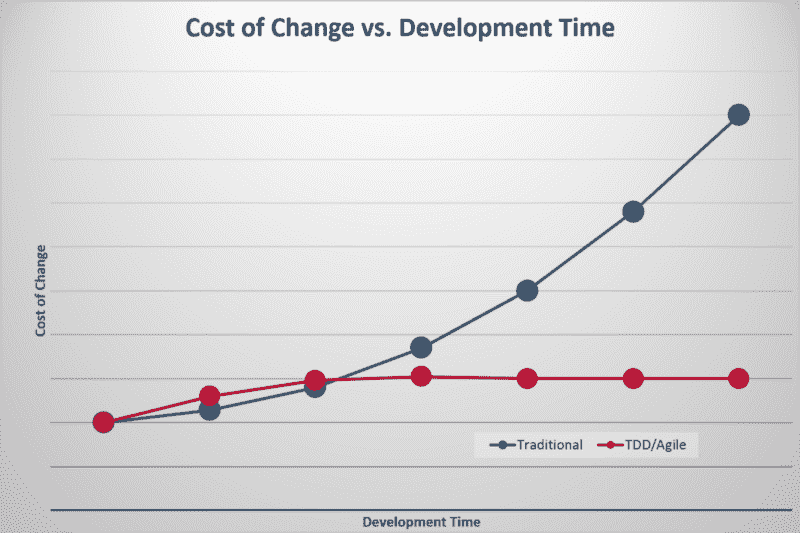 Cost of Change vs. Development Time
Cost of Change
Traditional
TDD/Agile
Development Time